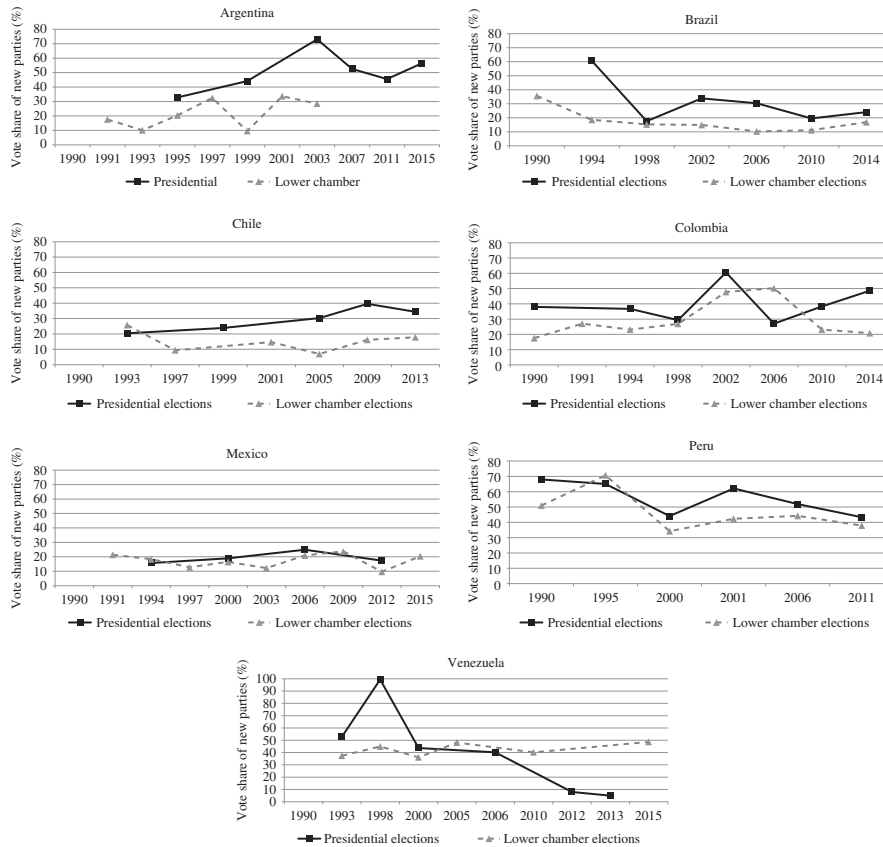 Argentina
Vote share of new parties (%)
80
70
60
50
40
30
20
10
0
1990 1991 1993 1995 1997 1999 2001 2003 2007 2011 2015
Presidential Lower chamber
Brazil
Vote share of new parties (%)
80
70
60
50
40
30
20
10
0
1990 1994 1998 2002 2006 2010 2014
Presidential elections Lower chamber elections
Chile
Vote share of new parties (%)
80
70
60
50
40
30
20
10
0
1990 1993 1997 1999 2001 2005 2009 2013
Presidential elections Lower chamber elections
Colombia
Vote share of new parties (%)
80
70
60
50
40
30
20
10
0
1990 1991 1994 1998 2002 2006 2010 2014
Presidential elections Lower chamber elections
Mexico
Vote share of new parties (%)
80
70
60
50
40
30
20
10
0
1990 1991 1994 1997 2000 2003 2006 2009 2012 2015
Presidential elections Lower chamber elections
Peru
Vote share of new parties (%)
80
70
60
50
40
30
20
10
0
1990 1995 2000 2001 2006 2011
Presidential elections Lower chamber elections
Venezuela
Vote share of new parties (%)
100
90
80
70
60
50
40
30
20
10
0
1990 1993 1998 2000 2005 2006 2010 2012 2013 2015
Presidential elections Lower chamber elections